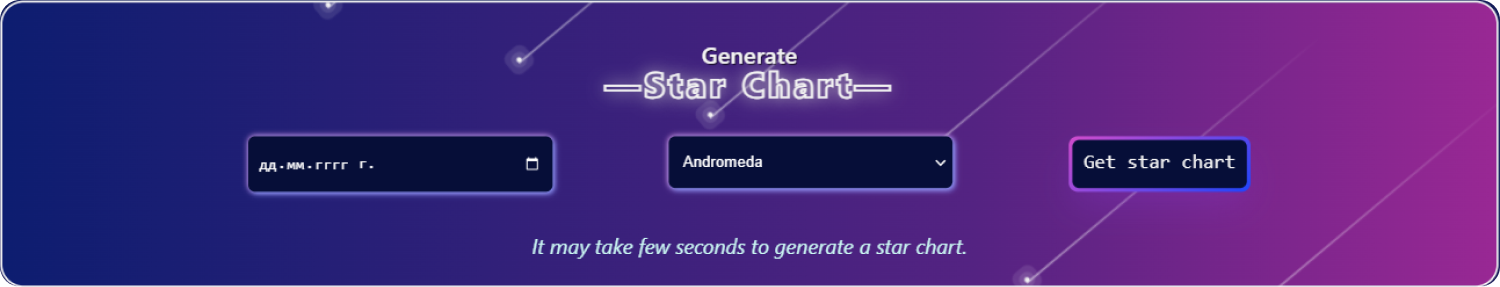 Generate
—Star Chart—
дд.мм.гггг г.
Andromeda
Get star chart
It may take few seconds to generate a star chart.